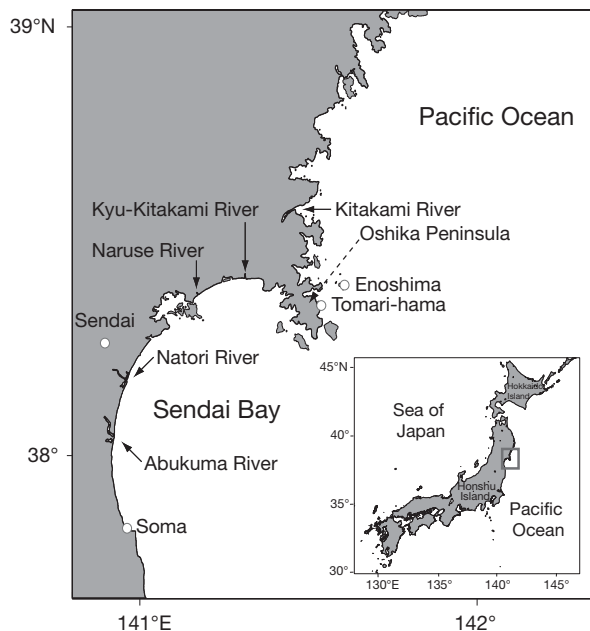 39°N
Pacific Ocean
Kyu-Kitakami River
Kitakami River
Oshika Peninsula
Naruse River
Enoshima
Tomari-hama
Sendai
Natori River
Sendai Bay
38°
Abukuma River
Soma
141°E
142°
45°N
40°
35°
30°
Hokkaido
Island
Sea of
Japan
Honshu
Island
Pacific
Ocean
130°E
135°
140°
145°